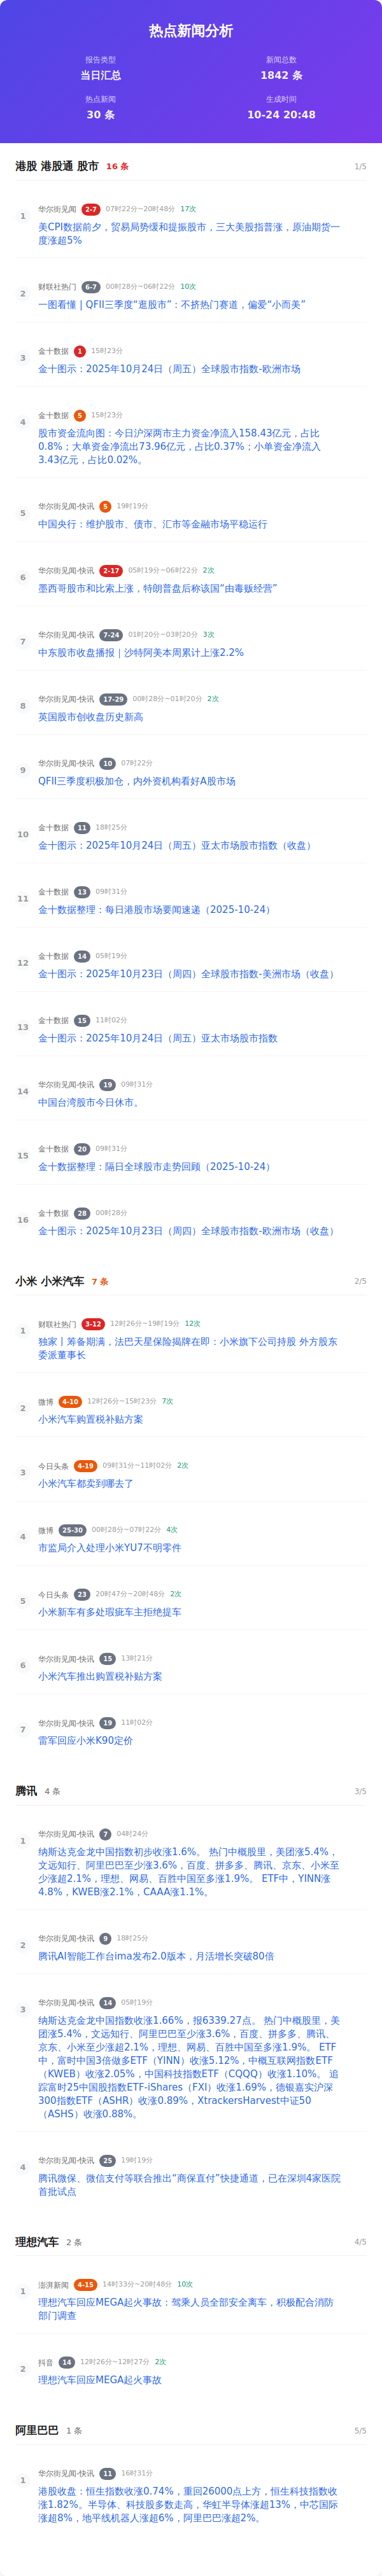 热点新闻分析
报告类型
当日汇总
新闻总数
1842 条
热点新闻
30 条
生成时间
10-24 20:48
港股 港股通 股市 16 条 1/5
1 华尔街见闻 2-7 07时22分~20时48分 17次
美CPI数据前夕，贸易局势缓和提振股市，三大美股指普涨，原油期货一
度涨超5%
2 财联社热门 6-7 00时28分~06时22分 10次
一图看懂 | QFII三季度“逛股市”：不挤热门赛道，偏爱“小而美”
3 金十数据 1 15时23分
金十图示：2025年10月24日（周五）全球股市指数-欧洲市场
4 金十数据 5 15时23分
股市资金流向图：今日沪深两市主力资金净流入158.43亿元，占比
0.8%；大单资金净流出73.96亿元，占比0.37%；小单资金净流入
3.43亿元，占比0.02%。
5 华尔街见闻-快讯 5 19时19分
中国央行：维护股市、债市、汇市等金融市场平稳运行
6 华尔街见闻-快讯 2-17 05时19分~06时22分 2次
墨西哥股市和比索上涨，特朗普盘后称该国“由毒贩经营”
7 华尔街见闻-快讯 7-24 01时20分~03时20分 3次
中东股市收盘播报｜沙特阿美本周累计上涨2.2%
8 华尔街见闻-快讯 17-29 00时28分~01时20分 2次
英国股市创收盘历史新高
9 华尔街见闻-快讯 10 07时22分
QFII三季度积极加仓，内外资机构看好A股市场
10 金十数据 11 18时25分
金十图示：2025年10月24日（周五）亚太市场股市指数（收盘）
11 金十数据 13 09时31分
金十数据整理：每日港股市场要闻速递（2025-10-24）
12 金十数据 14 05时19分
金十图示：2025年10月23日（周四）全球股市指数-美洲市场（收盘）
13 金十数据 15 11时02分
金十图示：2025年10月24日（周五）亚太市场股市指数
14 华尔街见闻-快讯 19 09时31分
中国台湾股市今日休市。
15 金十数据 20 09时31分
金十数据整理：隔日全球股市走势回顾（2025-10-24）
16 金十数据 28 00时28分
金十图示：2025年10月23日（周四）全球股市指数-欧洲市场（收盘）
小米 小米汽车 7 条 2/5
1 财联社热门 3-12 12时26分~19时19分 12次
独家丨筹备期满，法巴天星保险揭牌在即：小米旗下公司持股 外方股东
委派董事长
2 微博 4-10 12时26分~15时23分 7次
小米汽车购置税补贴方案
3 今日头条 4-19 09时31分~11时02分 2次
小米汽车都卖到哪去了
4 微博 25-30 00时28分~07时22分 4次
市监局介入处理小米YU7不明零件
5 今日头条 23 20时47分~20时48分 2次
小米新车有多处瑕疵车主拒绝提车
6 华尔街见闻-快讯 15 13时21分
小米汽车推出购置税补贴方案
7 华尔街见闻-快讯 19 11时02分
雷军回应小米K90定价
腾讯 4 条 3/5
1 华尔街见闻-快讯 7 04时24分
纳斯达克金龙中国指数初步收涨1.6%。 热门中概股里，美团涨5.4%，
文远知行、阿里巴巴至少涨3.6%，百度、拼多多、腾讯、京东、小米至
少涨超2.1%，理想、网易、百胜中国至多涨1.9%。 ETF中，YINN涨
4.8%，KWEB涨2.1%，CAAA涨1.1%。
2 华尔街见闻-快讯 9 18时25分
腾讯AI智能工作台ima发布2.0版本，月活增长突破80倍
3 华尔街见闻-快讯 14 05时19分
纳斯达克金龙中国指数收涨1.66%，报6339.27点。 热门中概股里，美
团涨5.4%，文远知行、阿里巴巴至少涨3.6%，百度、拼多多、腾讯、
京东、小米至少涨超2.1%，理想、网易、百胜中国至多涨1.9%。 ETF
中，富时中国3倍做多ETF（YINN）收涨5.12%，中概互联网指数ETF
（KWEB）收涨2.05%，中国科技指数ETF（CQQQ）收涨1.10%。 追
踪富时25中国股指数ETF-iShares（FXI）收涨1.69%，德银嘉实沪深
300指数ETF（ASHR）收涨0.89%，XtrackersHarvest中证50
（ASHS）收涨0.88%。
4 华尔街见闻-快讯 25 19时19分
腾讯微保、微信支付等联合推出“商保直付”快捷通道，已在深圳4家医院
首批试点
理想汽车 2 条 4/5
1 澎湃新闻 4-15 14时33分~20时48分 10次
理想汽车回应MEGA起火事故：驾乘人员全部安全离车，积极配合消防
部门调查
2 抖音 14 12时26分~12时27分 2次
理想汽车回应MEGA起火事故
阿里巴巴 1 条 5/5
1 华尔街见闻-快讯 11 16时31分
港股收盘：恒生指数收涨0.74%，重回26000点上方，恒生科技指数收
涨1.82%。半导体、科技股多数走高，华虹半导体涨超13%，中芯国际
涨超8%，地平线机器人涨超6%，阿里巴巴涨超2%。